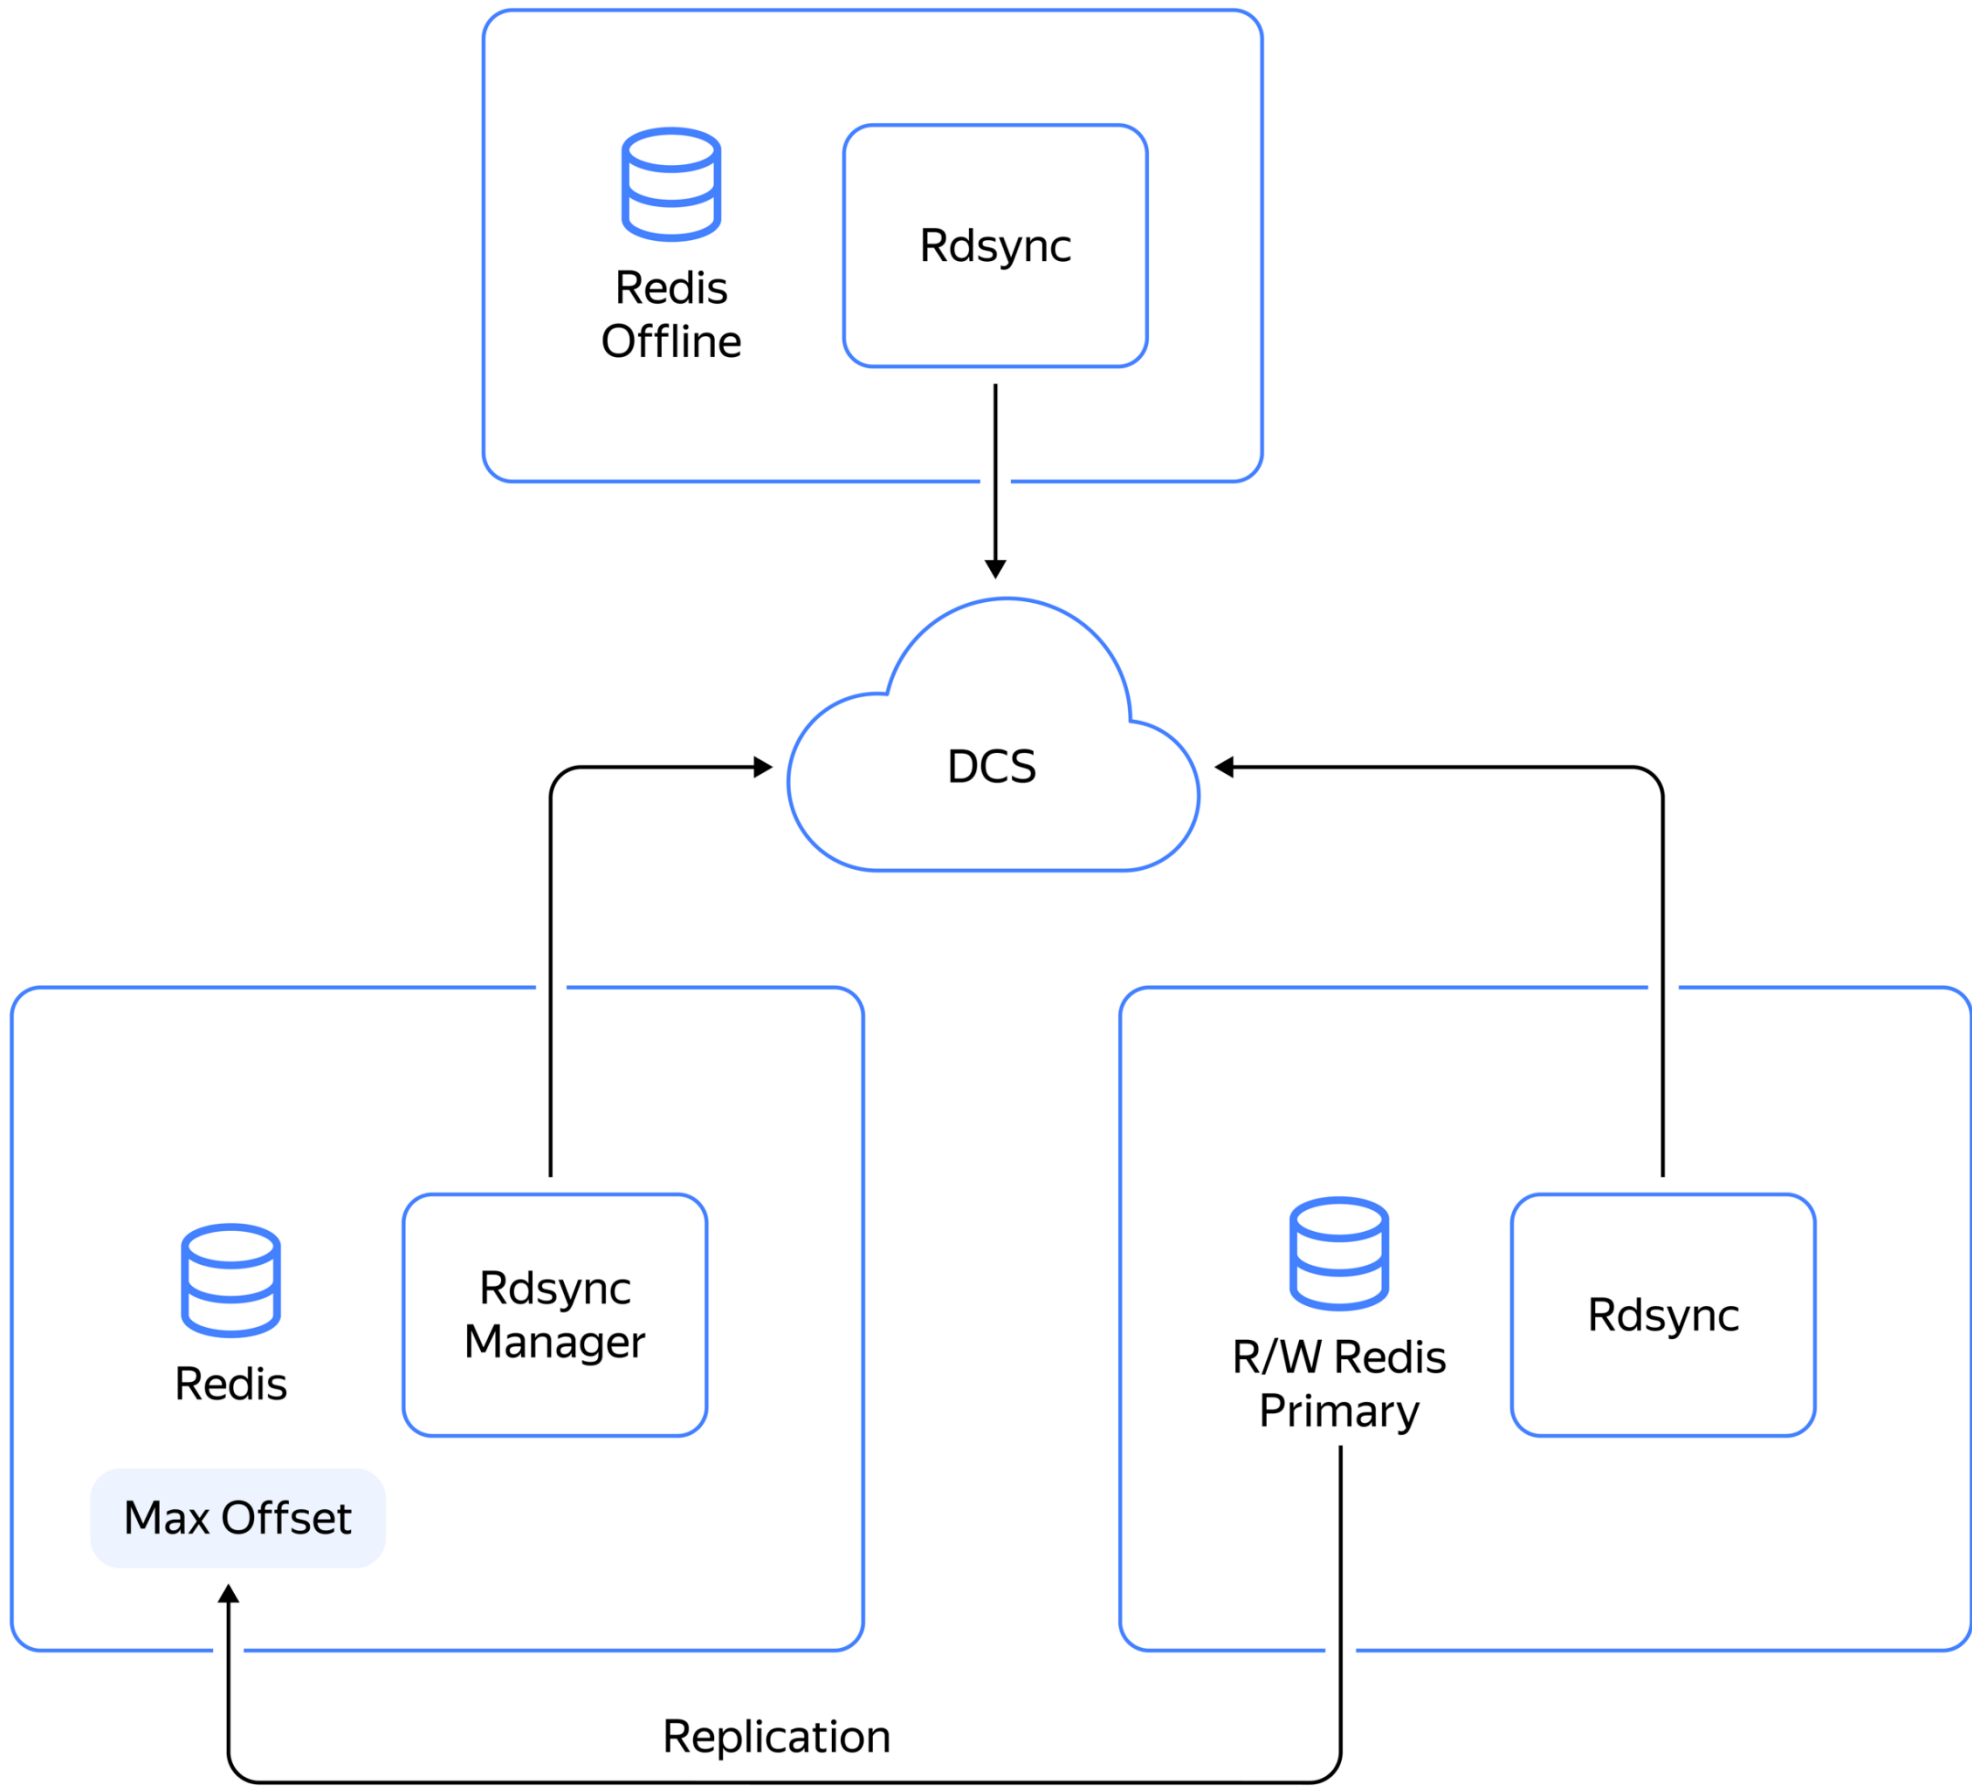 Redis
Offline
Rdsync
DCS
Redis
Max Offset
Rdsync
Manager
R/W Redis
Primary
Rdsync
Replication